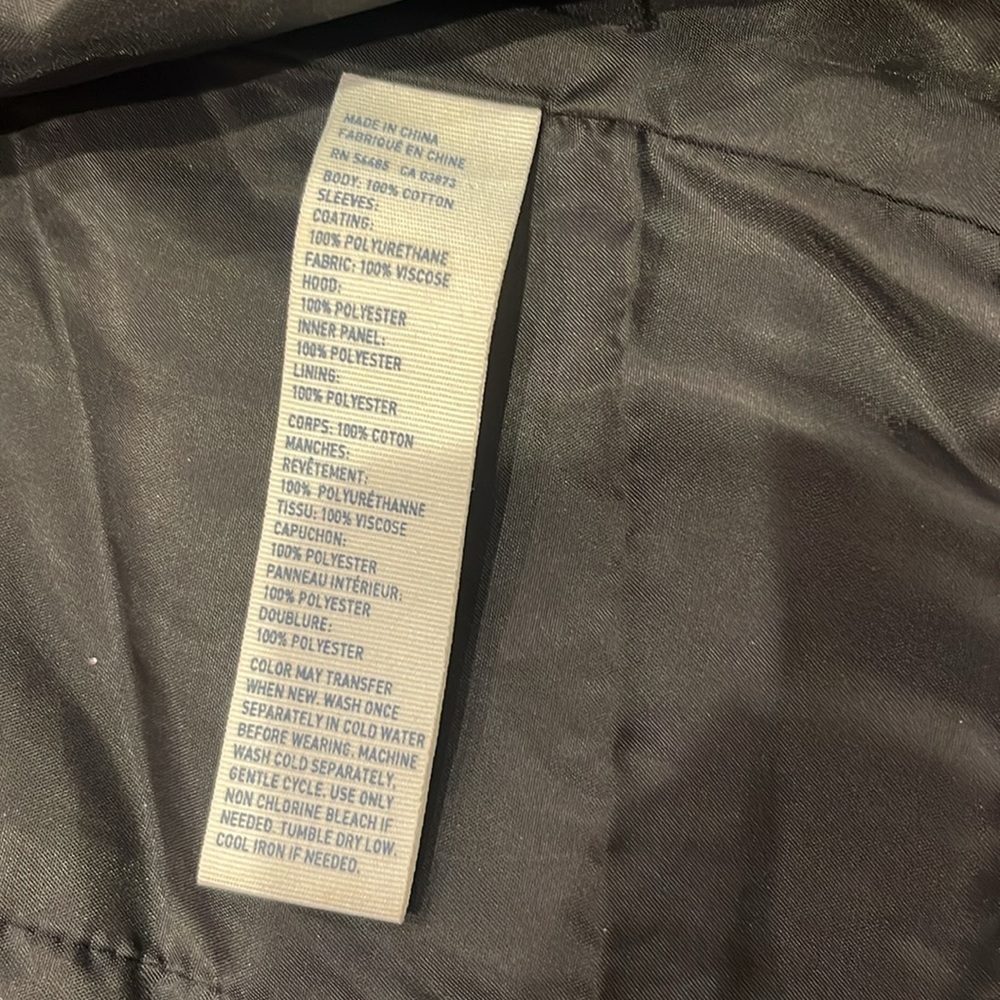 MADE IN CHINA
FABRIQUÉ EN CHINE
RN 54485 CA 03873
BODY: 100% COTTON
SLEEVES:
COATING:
100% POLYURETHANE
FABRIC: 100% VISCOSE
HOOD:
100% POLYESTER
INNER PANEL:
100% POLYESTER
LINING:
100% POLYESTER
CORPS: 100% COTON
MANCHES:
REVÊTEMENT:
100% POLYURÉTHANNE
TISSU: 100% VISCOSE
CAPUCHON:
100% POLYESTER
PANNEAU INTÉRIEUR:
100% POLYESTER
DOUBLURE:
100% POLYESTER
COLOR MAY TRANSFER
WHEN NEW. WASH ONCE
SEPARATELY IN COLD WATER
BEFORE WEARING. MACHINE
WASH COLD SEPARATELY,
GENTLE CYCLE. USE ONLY
NON CHLORINE BLEACH IF
NEEDED. TUMBLE DRY LOW.
COOL IRON IF NEEDED.